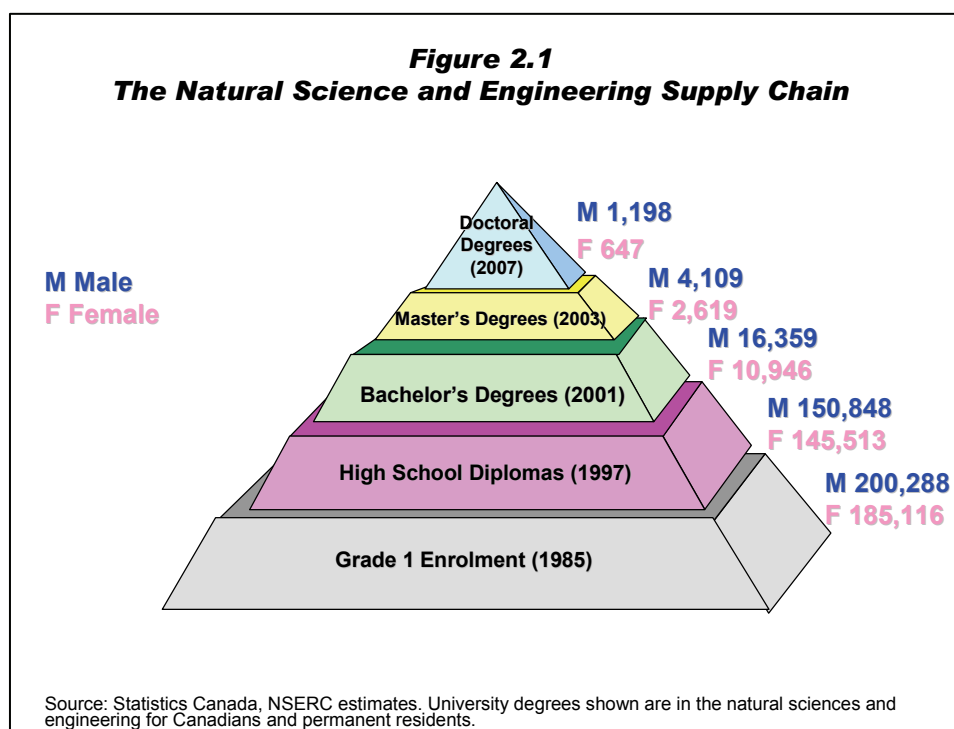 Figure 2.1
The Natural Science and Engineering Supply Chain
Doctoral
Degrees
(2007)
M 1,198
F 647
M Male
F Female
Master's Degrees (2003)
M 4,109
F 2,619
Bachelor's Degrees (2001)
M 16,359
F 10,946
High School Diplomas (1997)
M 150,848
F 145,513
Grade 1 Enrolment (1985)
M 200,288
F 185,116
Source: Statistics Canada, NSERC estimates. University degrees shown are in the natural sciences and
engineering for Canadians and permanent residents.